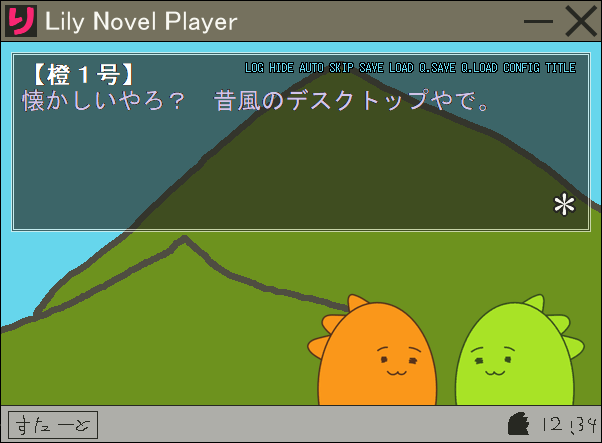 り Lily Novel Player
【橙１号】
LOG HIDE AUTO SKIP SAVE LOAD Q.SAVE Q.LOAD CONFIG TITLE
懐かしいやろ？　昔風のデスクトップやで。
*
すたーと
12:34